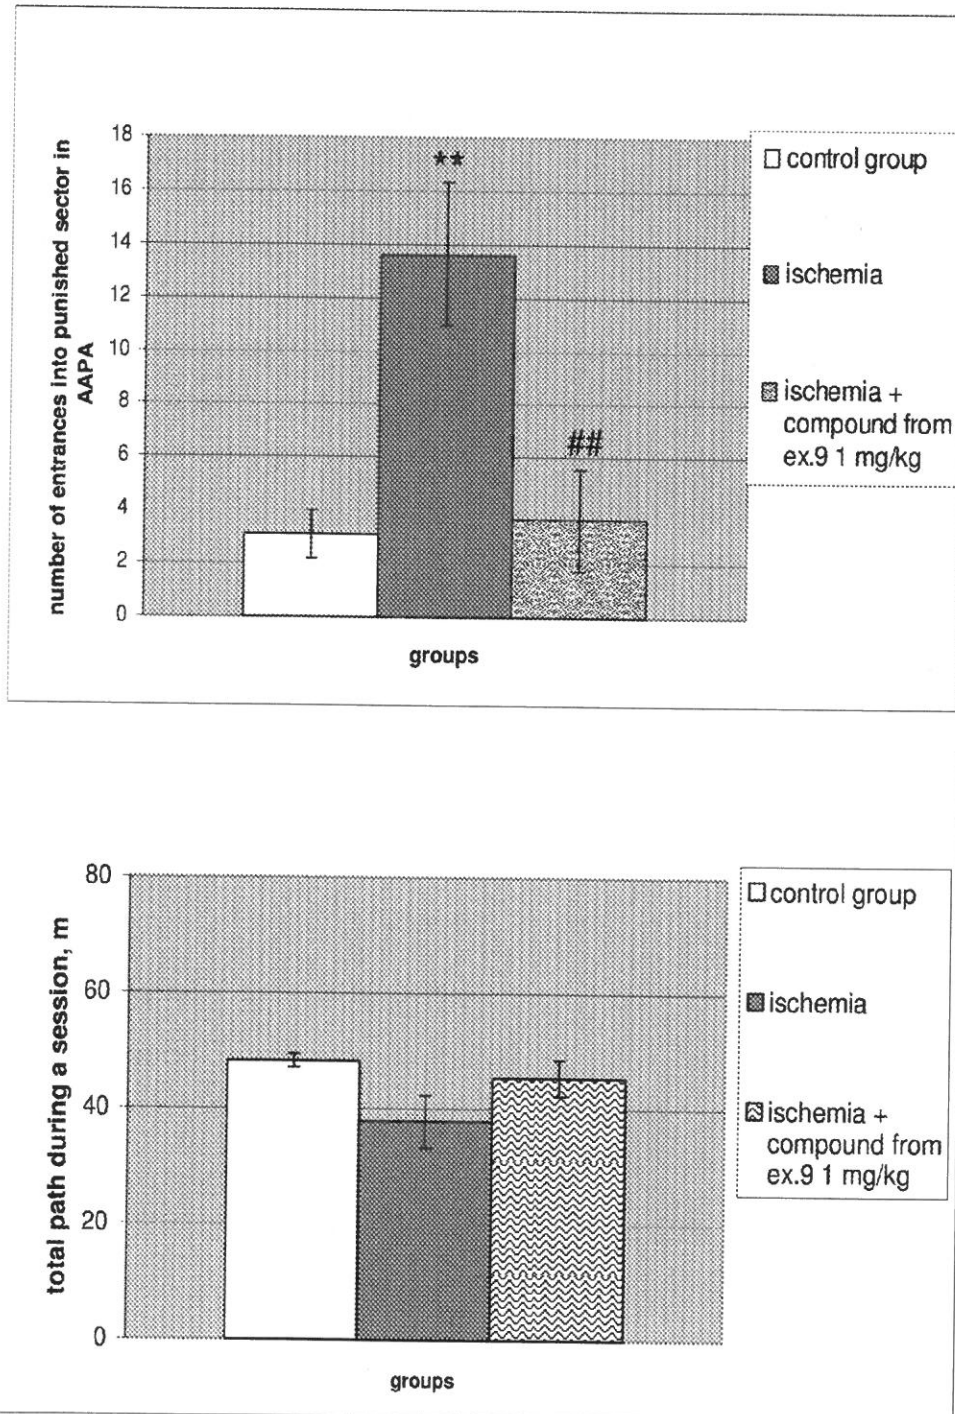 number of entrances into punished sector in
AAPA
18
16
14
12
10
8
6
4
2
0
**
##
groups
control group
ischemia
ischemia +
compound from
ex.9 1 mg/kg
total path during a session, m
80
60
40
20
0
groups
control group
ischemia
ischemia +
compound from
ex.9 1 mg/kg